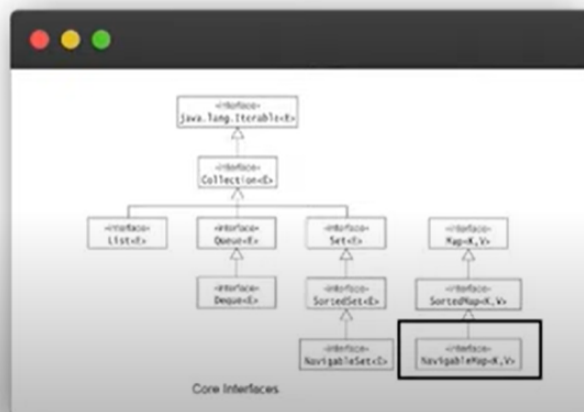 «interface»
java.lang.Iterable<E>
«interface»
Collection<E>
«interface»
List<E>
«interface»
Queue<E>
«interface»
Set<E>
«interface»
Map<K,V>
«interface»
Deque<E>
«interface»
SortedSet<E>
«interface»
SortedMap<K,V>
«interface»
NavigableSet<E>
«interface»
NavigableMap<K,V>
Core Interfaces